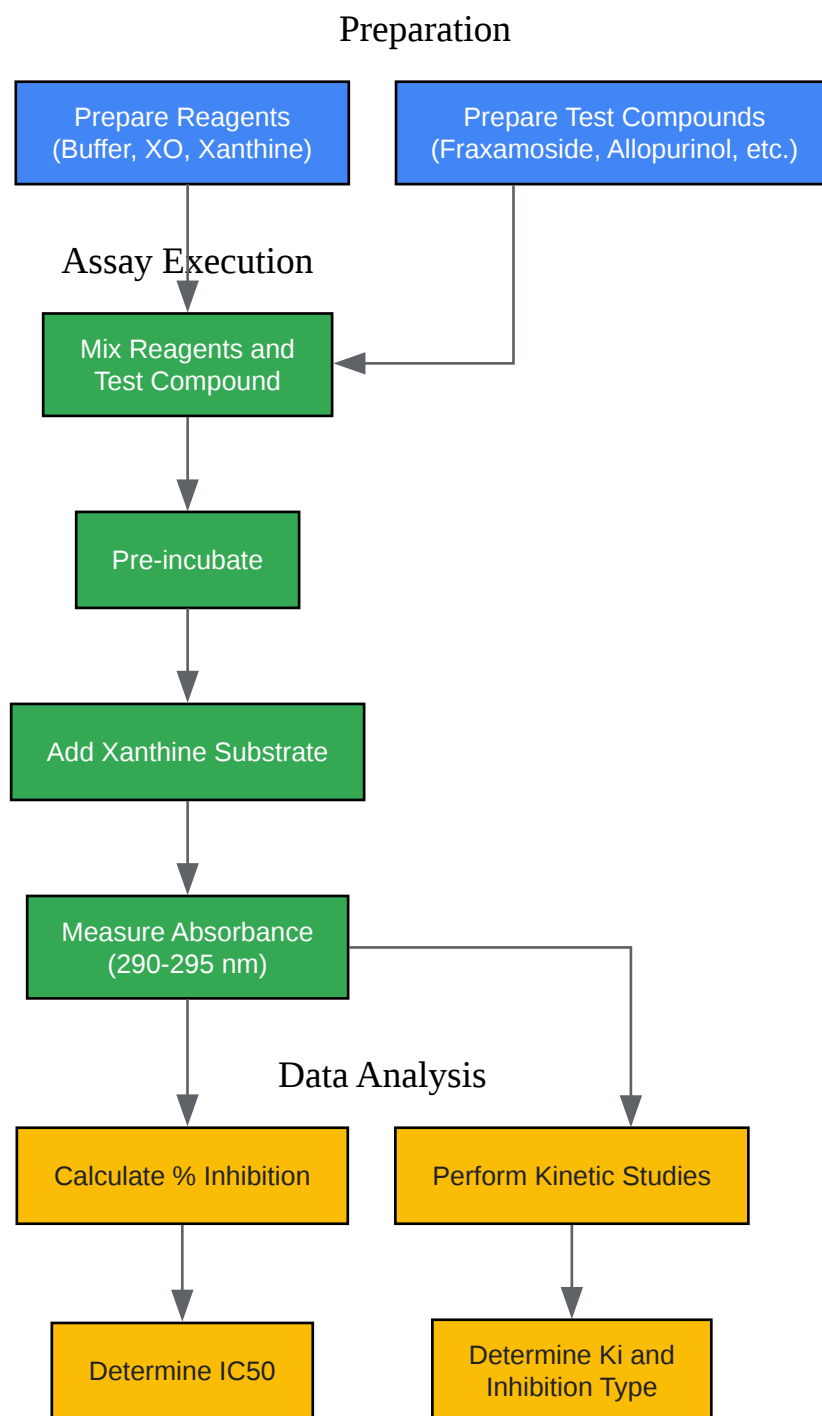 Preparation
Prepare Reagents
(Buffer, XO, Xanthine)
Prepare Test Compounds
(Fraxamoside, Allopurinol, etc.)
Assay Execution
Mix Reagents and
Test Compound
Pre-incubate
Add Xanthine Substrate
Measure Absorbance
(290-295 nm)
Data Analysis
Calculate % Inhibition
Perform Kinetic Studies
Determine IC50
Determine Ki and
Inhibition Type